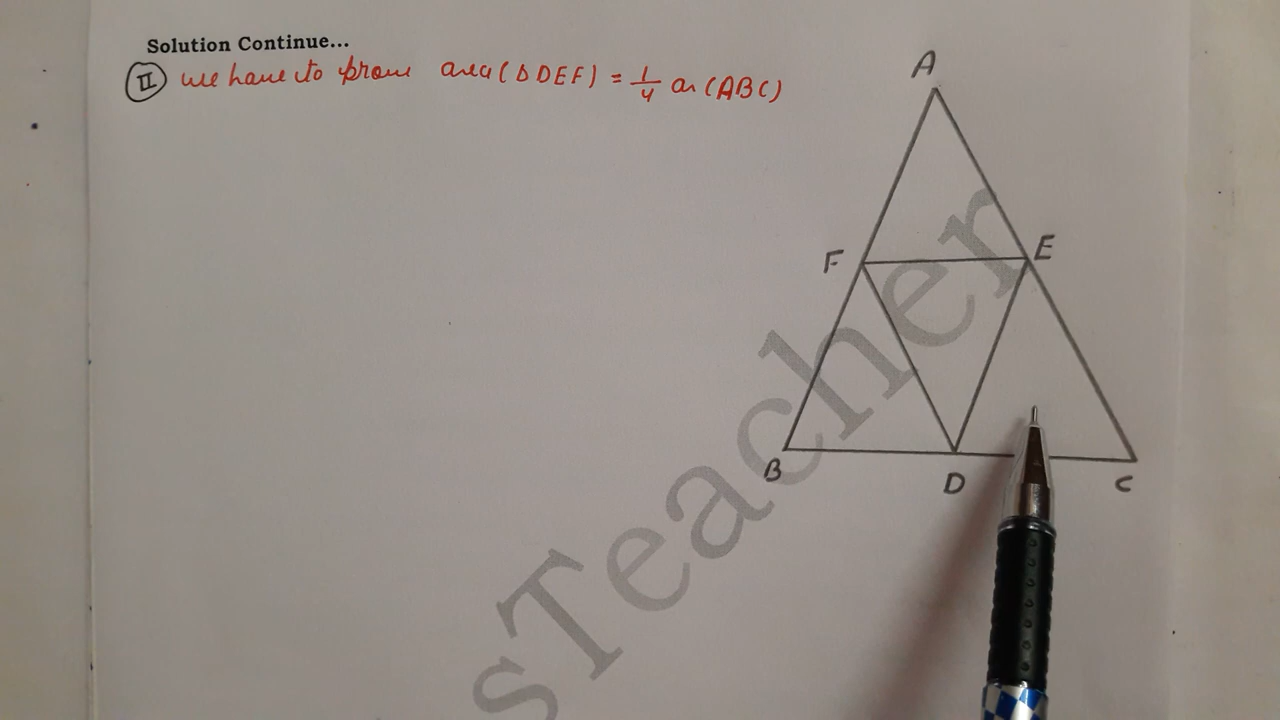 Solution Continue...
II we have to prove area(ΔDEF) = 1/4 ar(ABC)
A
F
E
B
D
C
sTeacher